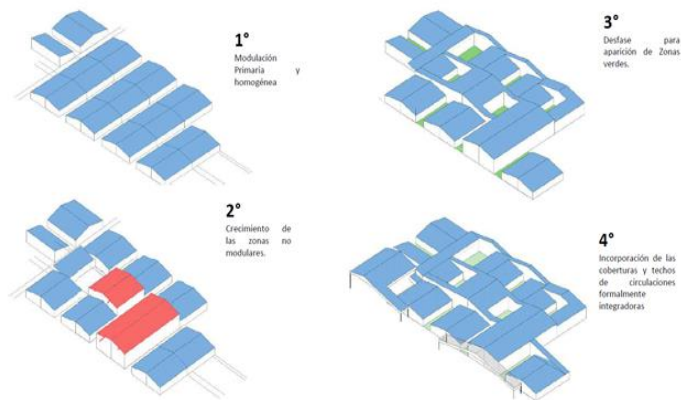 1°
Modulación
Primaria y
homogénea
2°
Crecimiento de
las zonas no
modulares.
3°
Desfase para
aparición de Zonas
verdes.
4°
Incorporación de las
coberturas y techos
de circulaciones
formalmente
integradoras